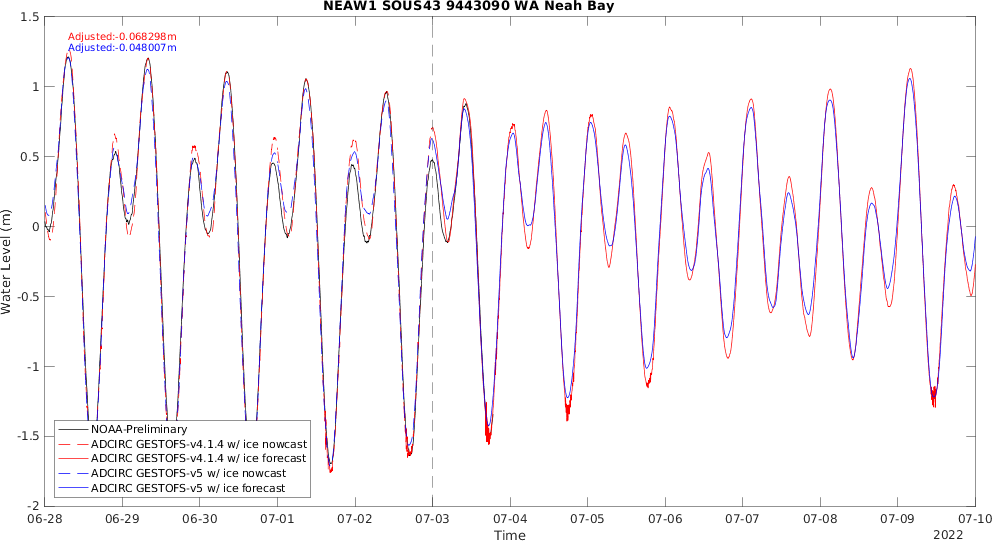 NEAW1 SOUS43 9443090 WA Neah Bay
Adjusted:-0.068298m
Adjusted:-0.048007m
Water Level (m)
1.5
1
0.5
0
-0.5
-1
-1.5
-2
NOAA-Preliminary
ADCIRC GESTOFS-v4.1.4 w/ ice nowcast
ADCIRC GESTOFS-v4.1.4 w/ ice forecast
ADCIRC GESTOFS-v5 w/ ice nowcast
ADCIRC GESTOFS-v5 w/ ice forecast
06-28 06-29 06-30 07-01 07-02 07-03 07-04 07-05 07-06 07-07 07-08 07-09 07-10
Time
2022